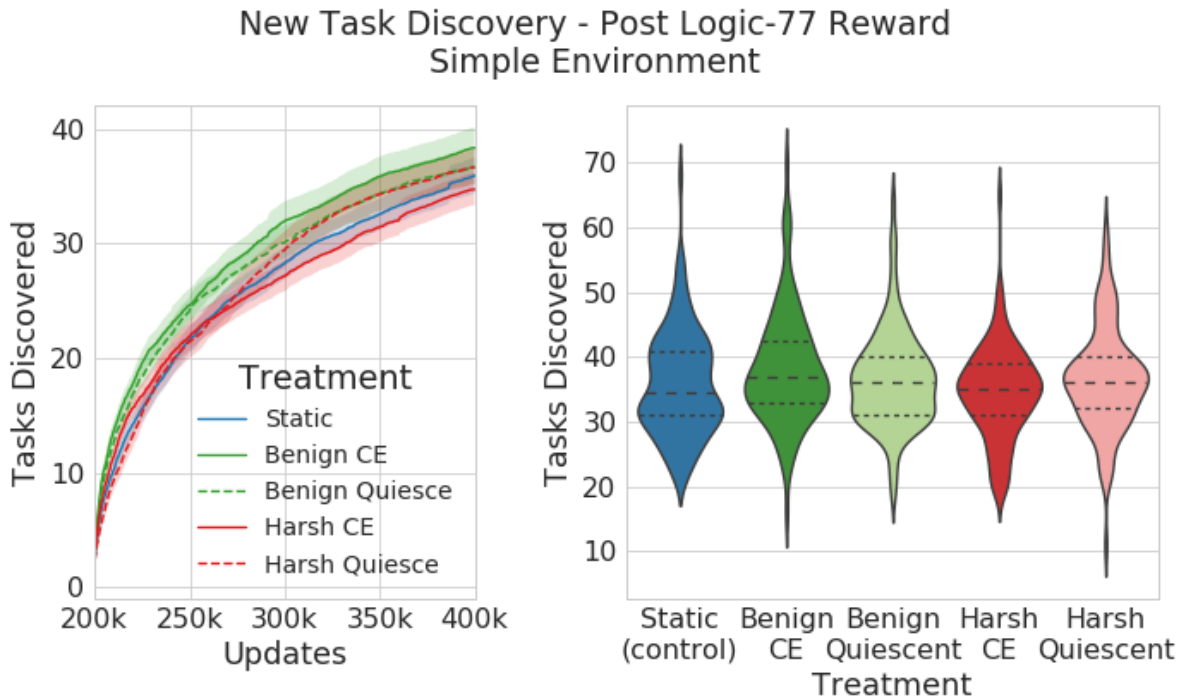 New Task Discovery - Post Logic-77 Reward
Simple Environment
Tasks Discovered
40
30
20
10
0
200k 250k 300k 350k 400k
Updates
Treatment
Static
Benign CE
Benign Quiesce
Harsh CE
Harsh Quiesce
Tasks Discovered
70
60
50
40
30
20
10
Static Benign Benign Harsh Harsh
(control) CE Quiescent CE Quiescent
Treatment